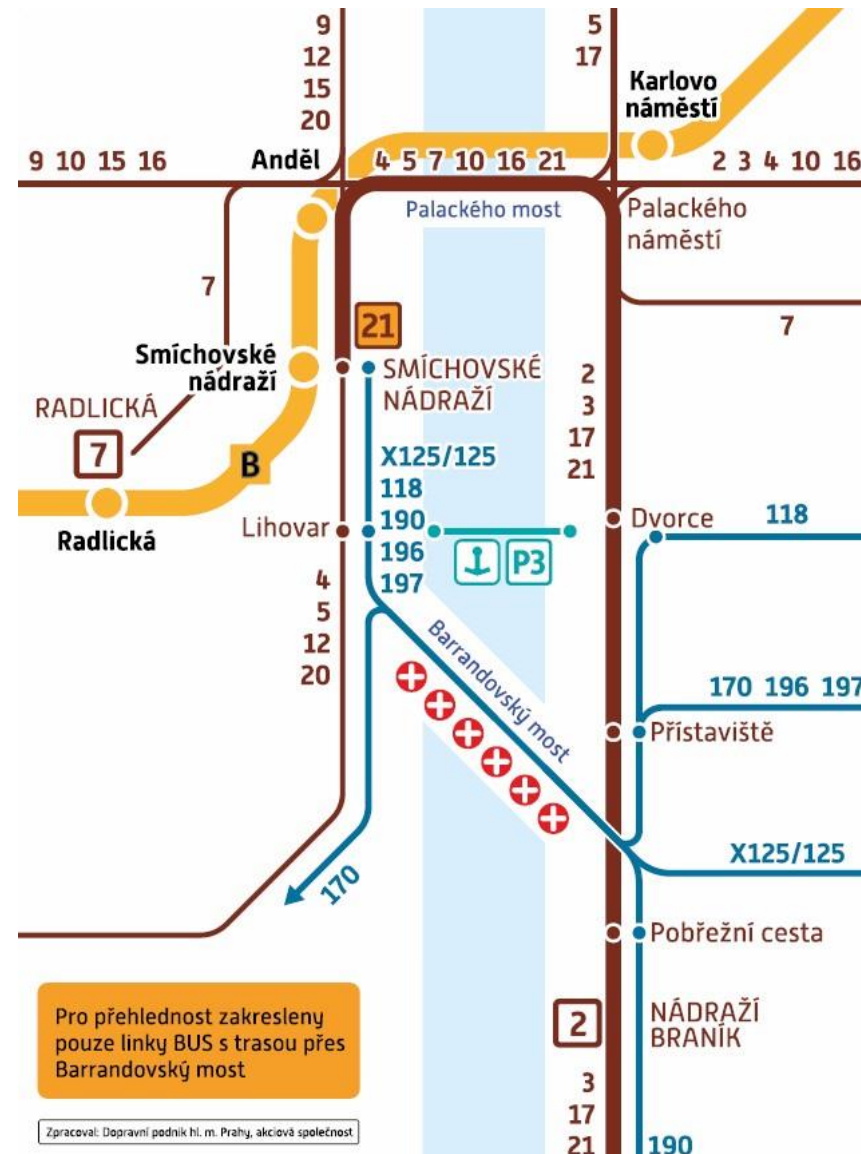 9
12
15
20
5
17
Karlovo
náměstí
9 10 15 16
Anděl
4 5 7 10 16 21
2 3 4 10 16
Palackého most
Palackého
náměstí
7
7
21
Smíchovské
nádraží
SMÍCHOVSKÉ
NÁDRAŽÍ
2
3
17
21
RADLICKÁ
7
B
Radlická
X125/125
118
190
196
197
Lihovar
P3
Dvorce
118
4
5
12
20
Barrandovský most
170 196 197
Přístaviště
X125/125
170
Pobřežní cesta
Pro přehlednost zakresleny
pouze linky BUS s trasou přes
Barrandovský most
2
NÁDRAŽÍ
BRANÍK
3
17
21
190
Zpracoval: Dopravní podnik hl. m. Prahy, akciová společnost